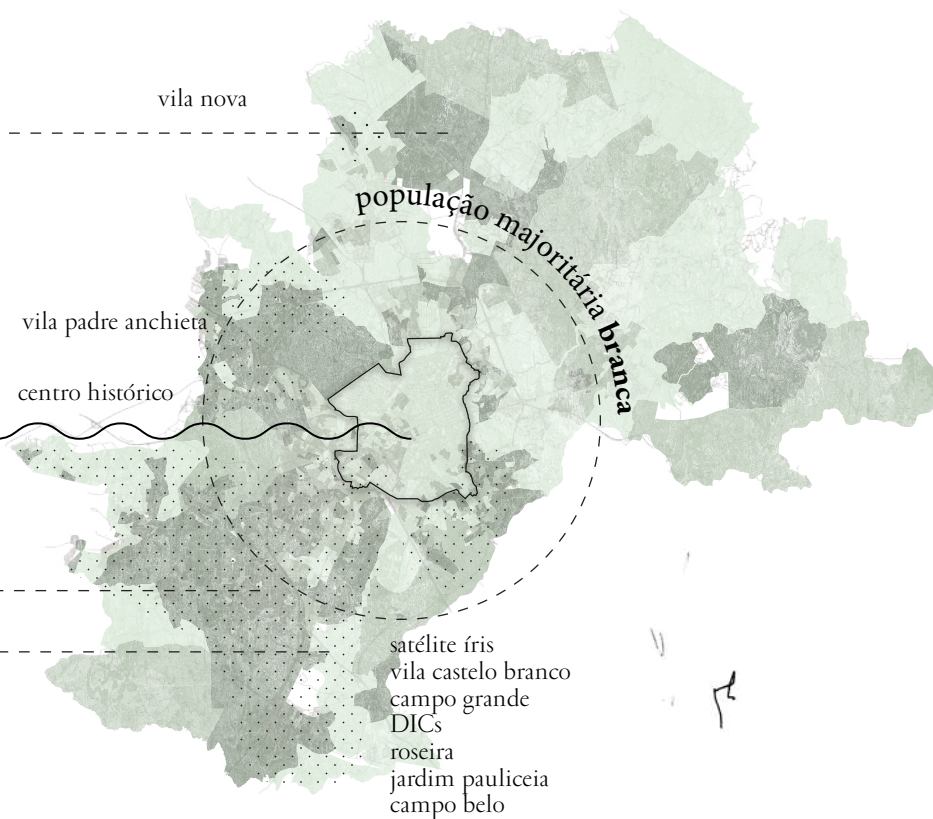 vila nova
população majoritária branca
vila padre anchieta
centro histórico
satélite íris
vila castelo branco
campo grande
DICs
roseira
jardim pauliceia
campo belo